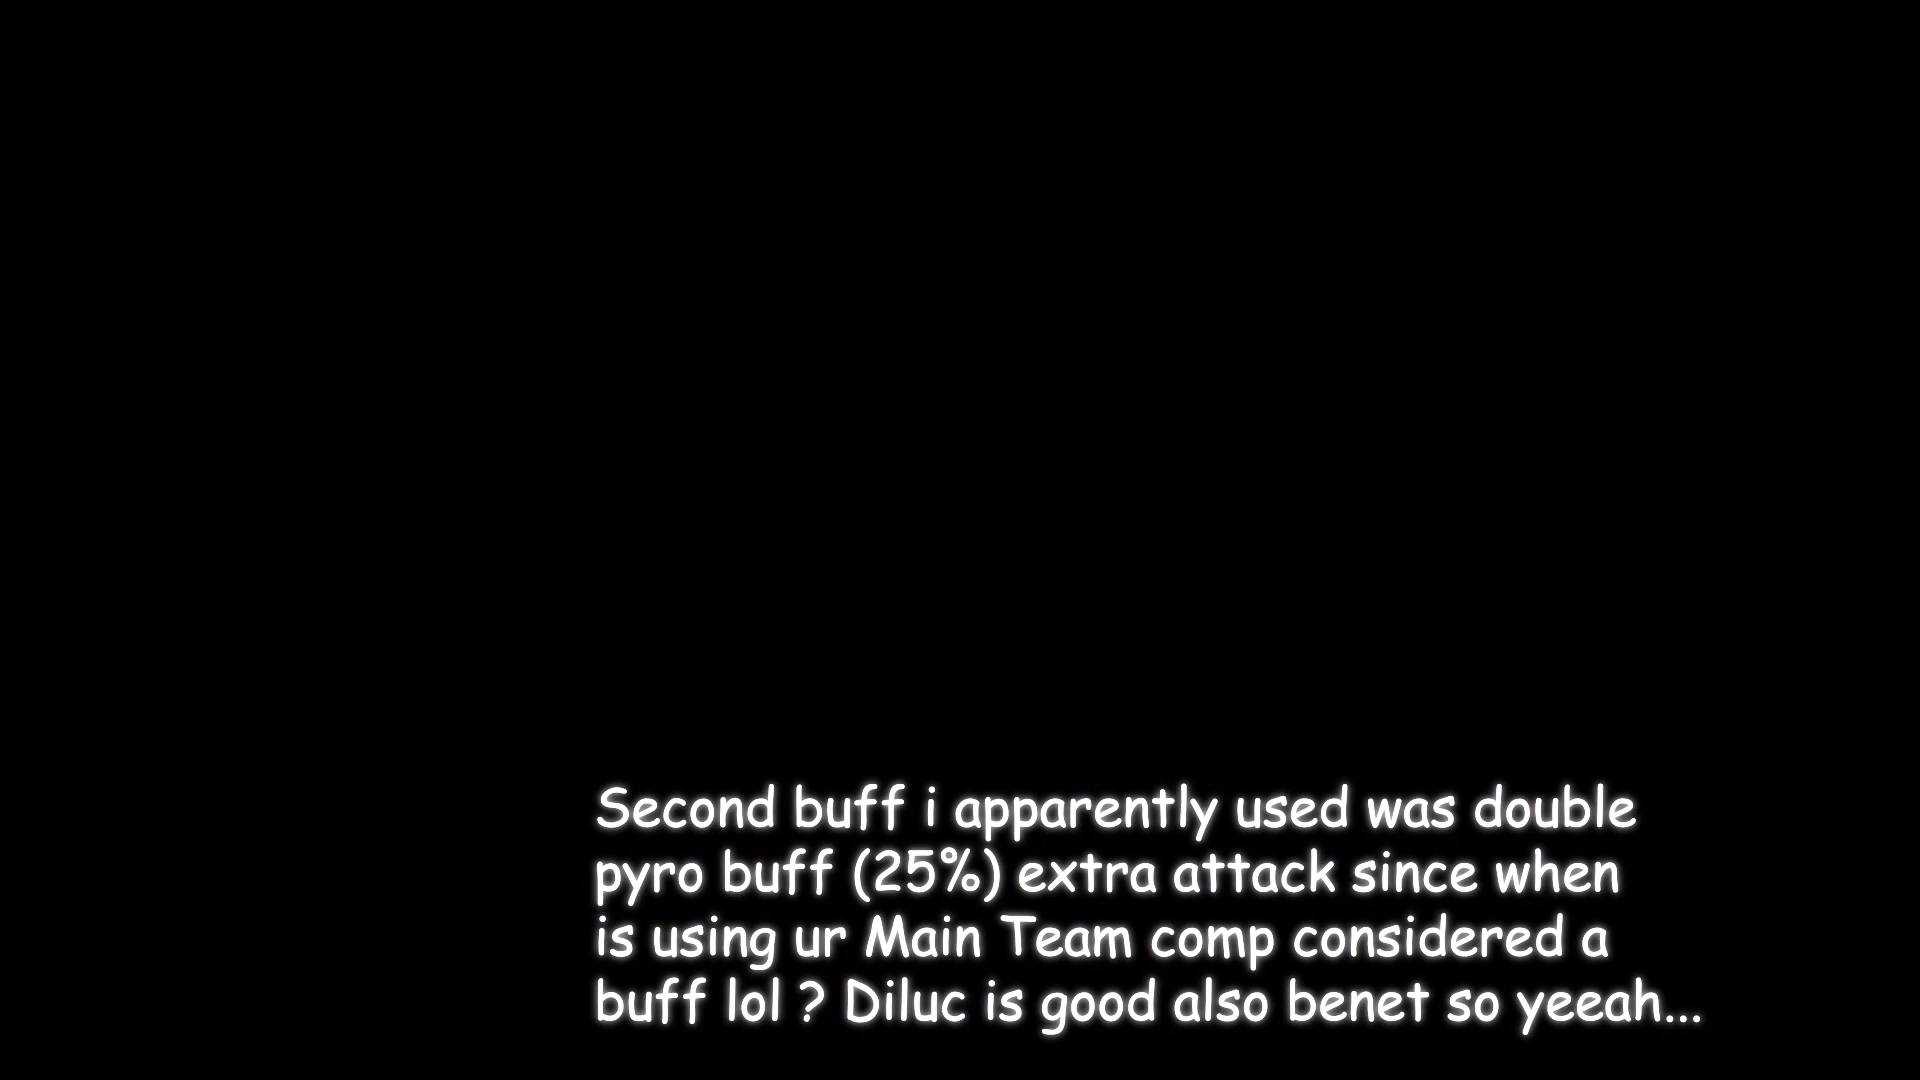 Second buff i apparently used was double
pyro buff (25%) extra attack since when
is using ur Main Team comp considered a
buff lol ? Diluc is good also benet so yeeah...